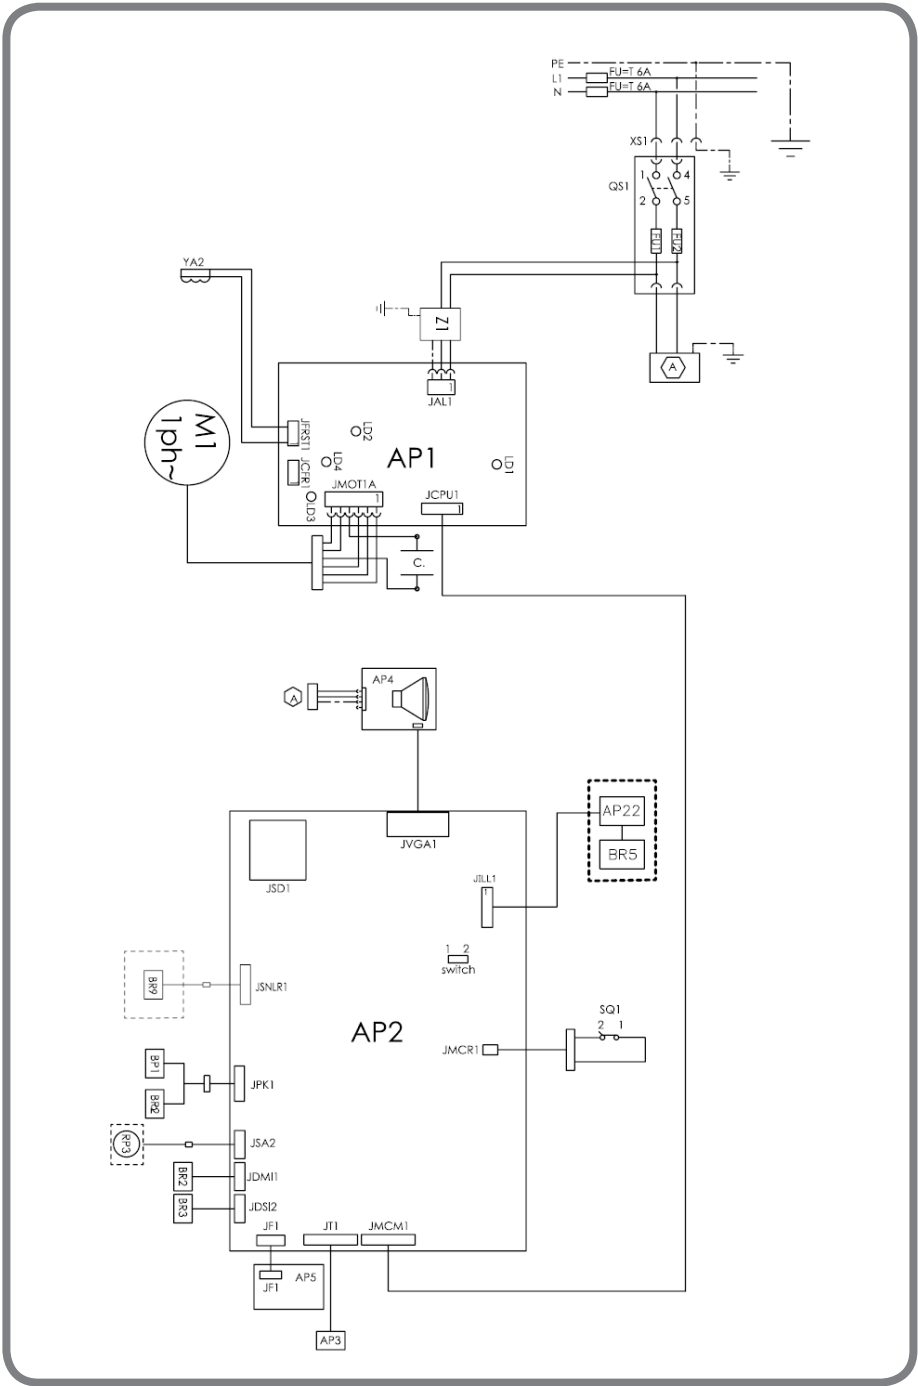 PE
L1 FU=T 6A
N FU=T 6A
XS1
1 4
QS1
2 5
FU1 FU2
YA2
Z1
A
1
JAL1
M1
1ph~
JFRST1
LD2
JCFR1
LD4
AP1
LD1
JMOT1A
1
LD3
JCPU1
1
C.
AP4
A
JVGA1
JSD1
AP22
BR5
JILL1
1
1 2
switch
BR9
JSNLR1
AP2
SQ1
2 1
JMCR1
BP1
JPK1
BR2
RP3
JSA2
BR2
JDMI1
BR3
JDSI2
JF1 JT1 JMCM1
JF1
AP5
AP3